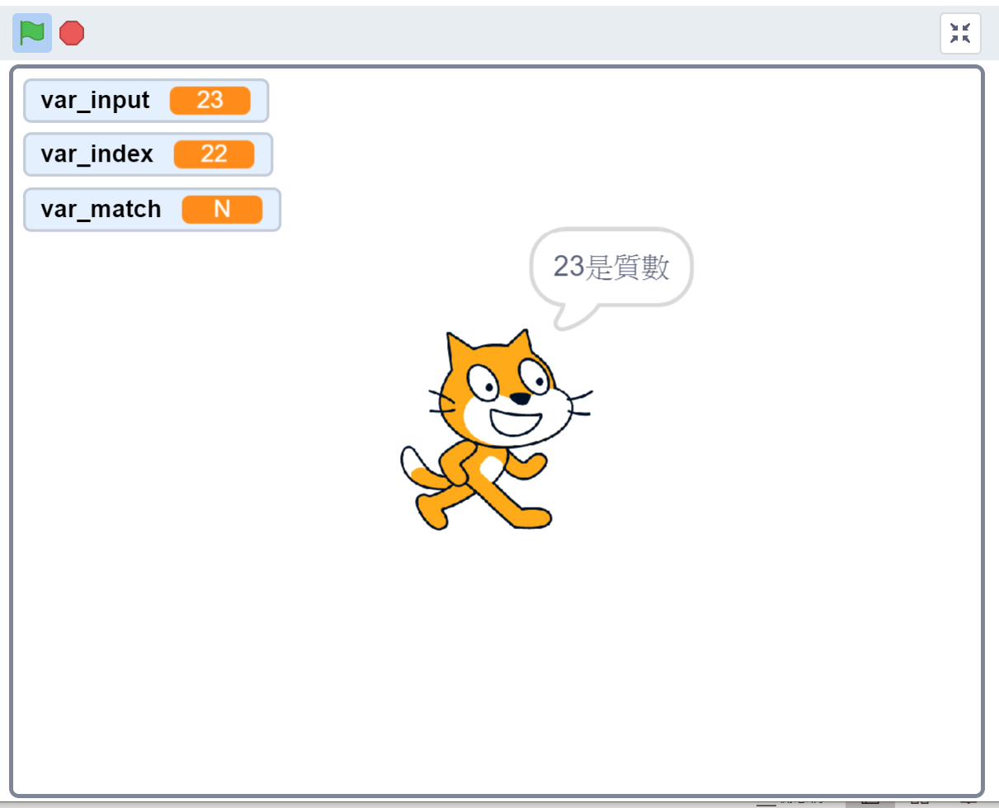 var_input 23
var_index 22
var_match N
23是質數